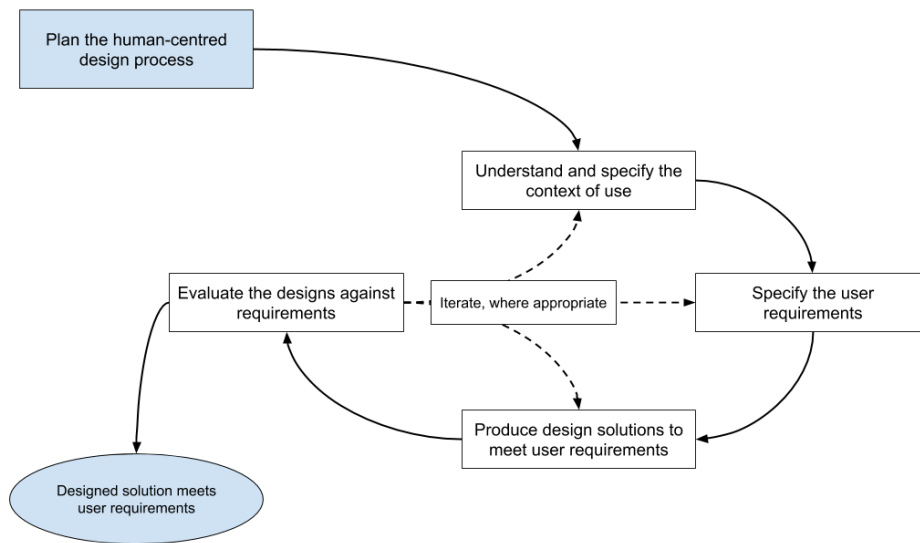 Plan the human-centred
design process
Understand and specify the
context of use
Evaluate the designs against
requirements
Iterate, where appropriate
Specify the user
requirements
Produce design solutions to
meet user requirements
Designed solution meets
user requirements